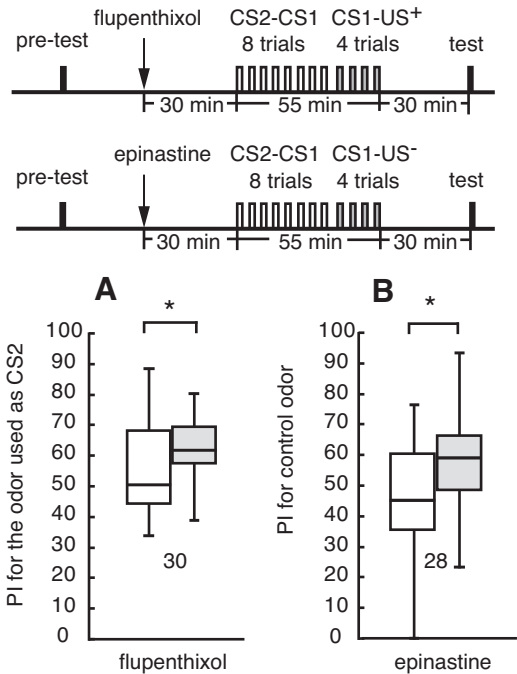 flupenthixol CS2-CS1 CS1-US+
pre-test 8 trials 4 trials test
30 min 55 min 30 min
epinastine CS2-CS1 CS1-US-
pre-test 8 trials 4 trials test
30 min 55 min 30 min
A
*
PI for the odor used as CS2
100
90
80
70
60
50
40
30
20
10
0
30
flupenthixol
B
*
PI for control odor
100
90
80
70
60
50
40
30
20
10
0
28
epinastine